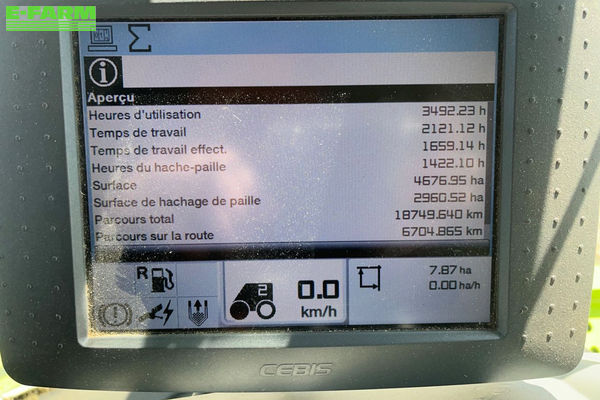 E-FARM
Aperçu
Heures d'utilisation 3492.23 h
Temps de travail 2121.12 h
Temps de travail effect. 1659.14 h
Heures du hache-paille 1422.10 h
Surface 4676.95 ha
Surface de hachage de paille 2960.52 ha
Parcours total 18749.640 km
Parcours sur la route 6704.865 km
R
2
0.0
km/h
7.87 ha
0.00 ha/h
CEBIS